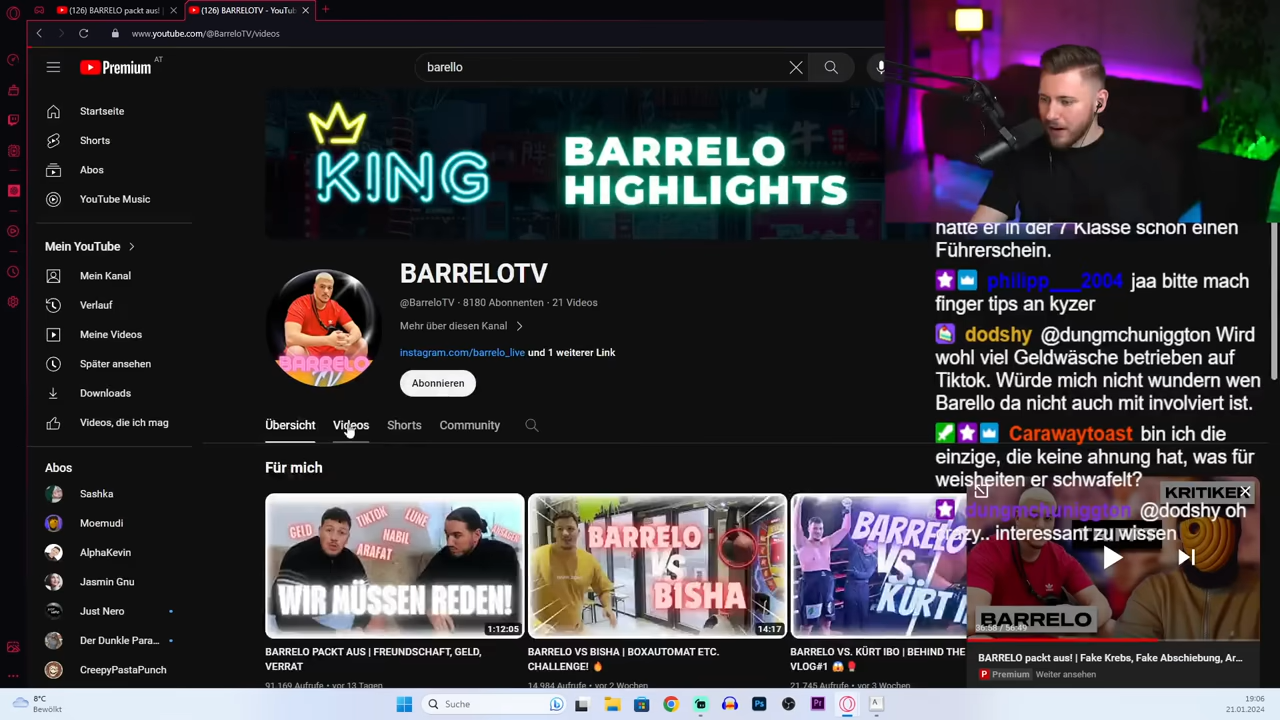 (126) BARRELO packt aus! |
(126) BARRELOTV - YouTu
www.youtube.com/@BarreloTV/videos
Premium AT
barello
Startseite
Shorts
Abos
YouTube Music
Mein YouTube
Mein Kanal
Verlauf
Meine Videos
Später ansehen
Downloads
Videos, die ich mag
Abos
Sashka
Moemudi
AlphaKevin
Jasmin Gnu
Just Nero
Der Dunkle Para...
CreepyPastaPunch
KING
BARRELO
HIGHLIGHTS
BARRELO
BARRELOTV
@BarreloTV · 8180 Abonnenten · 21 Videos
Mehr über diesen Kanal
instagram.com/barrelo_live und 1 weiterer Link
Abonnieren
Übersicht
Videos
Shorts
Community
Für mich
GELD
TIKTOK
LUNE
NABIL
ARAFAT
WIR MÜSSEN REDEN!
1:12:05
BARRELO PACKT AUS | FREUNDSCHAFT, GELD,
VERRAT
91.169 Aufrufe · vor 13 Tagen
BARRELO
VS
BISHA
14:17
BARRELO VS BISHA | BOXAUTOMAT ETC.
CHALLENGE! 🔥
14.984 Aufrufe · vor 2 Wochen
BARRELO
VS.
KÜRT I
BARRELO VS. KÜRT IBO | BEHIND THE
VLOG#1 😱🥊
21.745 Aufrufe · vor 3 Wochen
hatte er in der 7 Klasse schon einen
Führerschein.
philipp___2004 jaa bitte mach
finger tips an kyzer
dodshy @dungmchuniggton Wird
wohl viel Geldwäsche betrieben auf
Tiktok. Würde mich nicht wundern wen
Barello da nicht auch mit involviert ist.
Carawaytoast bin ich die
einzige, die keine ahnung hat, was für
weisheiten er schwafelt?
dungmchuniggton @dodshy oh
crazy.. interessant zu wissen
KRITIKER
BARRELO
36:58 / 56:49
BARRELO packt aus! | Fake Krebs, Fake Abschiebung, Ar...
Premium Weiter ansehen
8°C
Bewölkt
Suche
19:06
21.01.2024